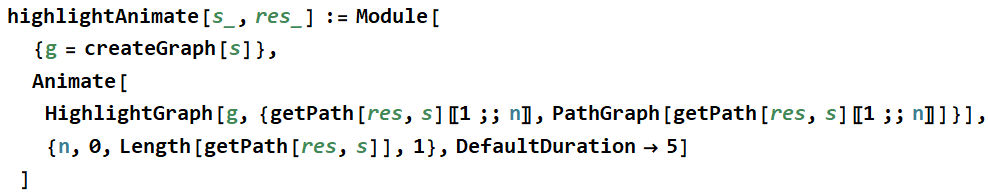 highlightAnimate[s_, res_] := Module[
{g = createGraph[s]},
Animate[
HighlightGraph[g, {getPath[res, s]⟦1 ;; n⟧, PathGraph[getPath[res, s]⟦1 ;; n⟧]}],
{n, 0, Length[getPath[res, s]], 1}, DefaultDuration → 5]
]